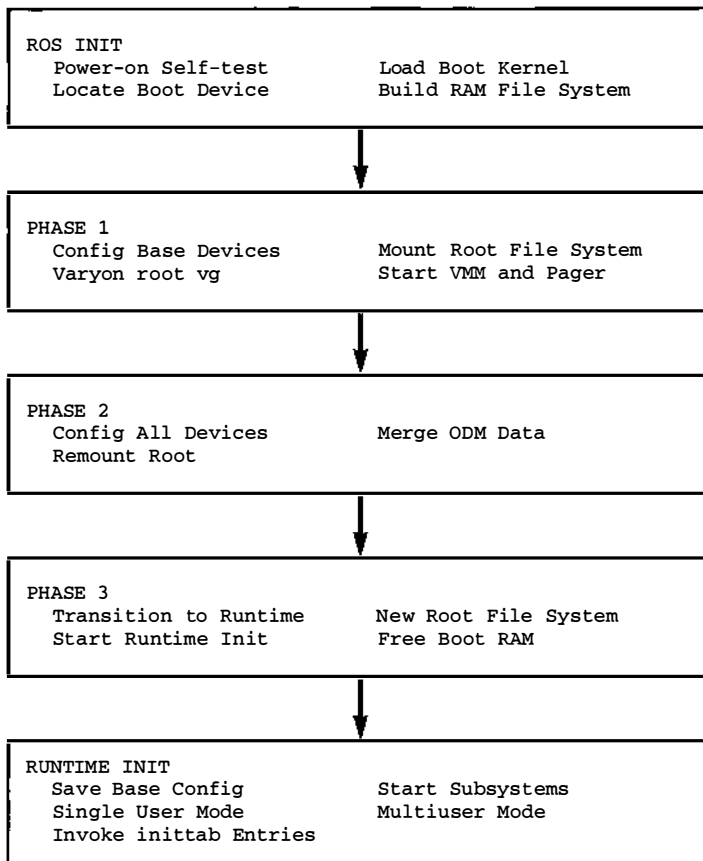 ROS INIT
Power-on Self-test Load Boot Kernel
Locate Boot Device Build RAM File System
PHASE 1
Config Base Devices Mount Root File System
Varyon root vg Start VMM and Pager
PHASE 2
Config All Devices Merge ODM Data
Remount Root
PHASE 3
Transition to Runtime New Root File System
Start Runtime Init Free Boot RAM
RUNTIME INIT
Save Base Config Start Subsystems
Single User Mode Multiuser Mode
Invoke inittab Entries